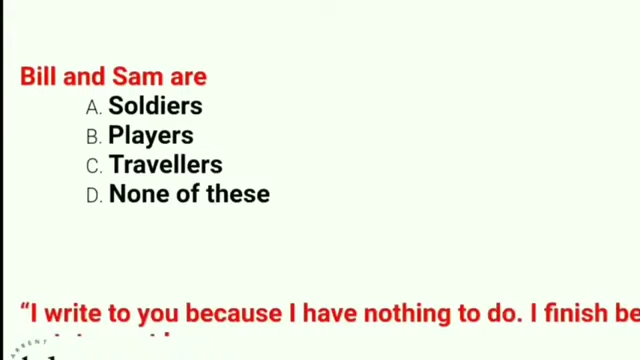 Bill and Sam are
A. Soldiers
B. Players
C. Travellers
D. None of these
“I write to you because I have nothing to do. I finish be